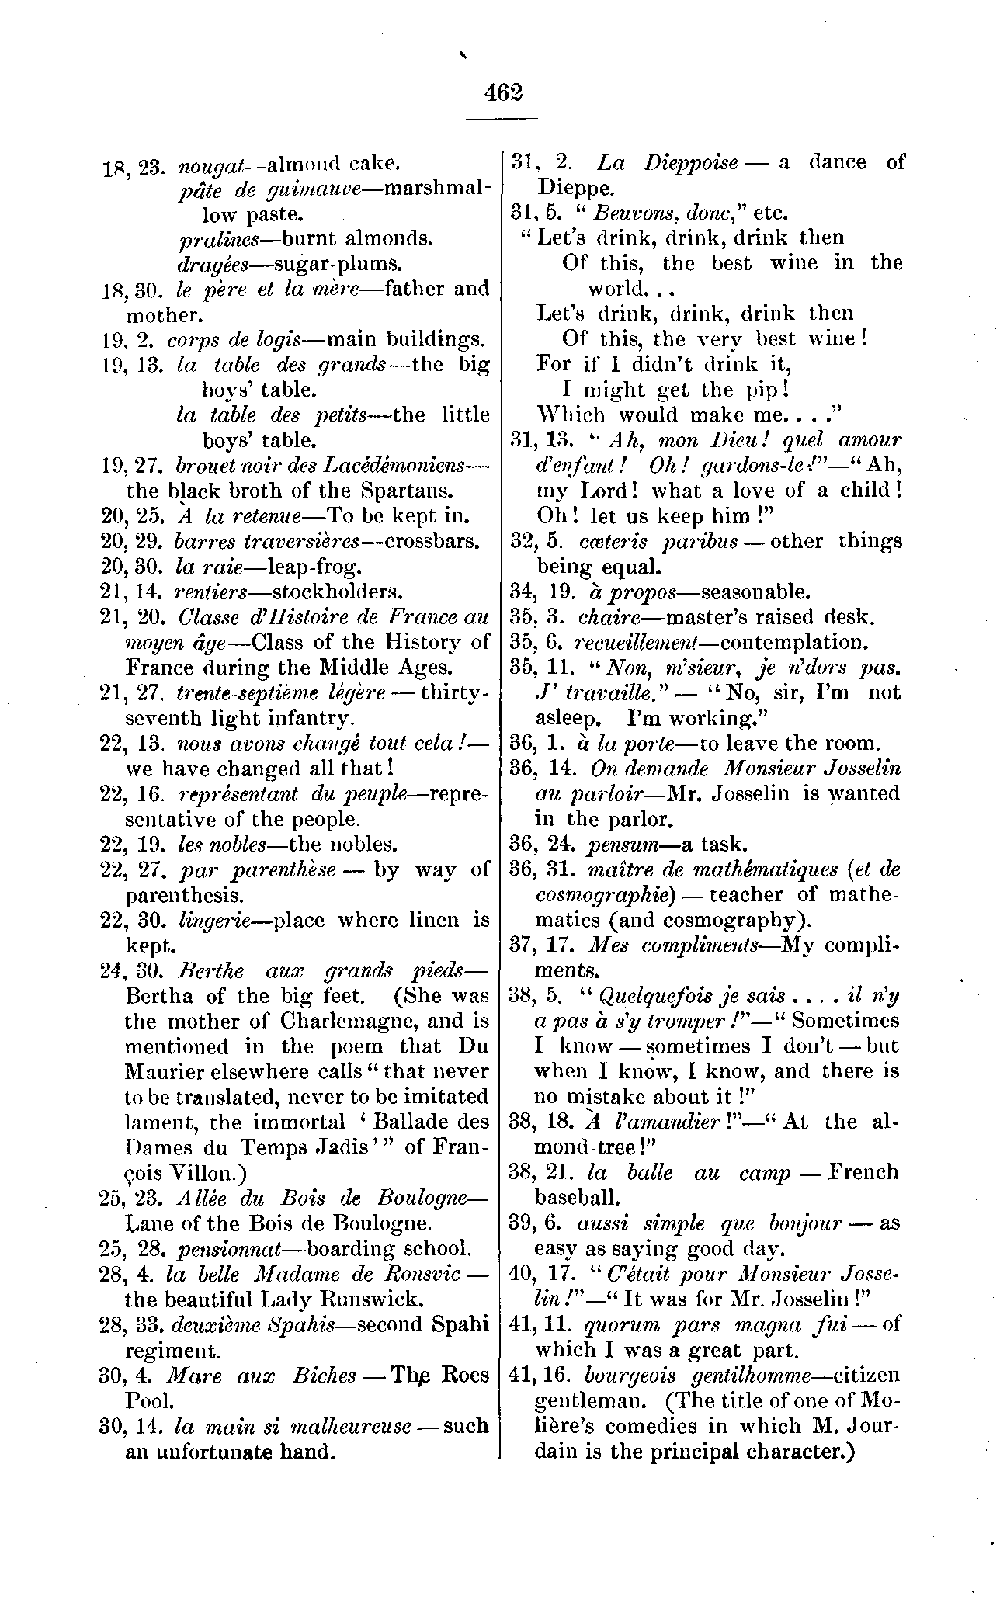 462
18, 23. nougat--almond cake.
pâte de guimauve—marshmal-
low paste.
pralines—burnt almonds.
dragées—sugar-plums.
18, 30. le père et la mère—father and
mother.
19, 2. corps de logis—main buildings.
19, 13. la table des grands—the big
boys' table.
la table des petits—the little
boys' table.
19, 27. brouet noir des Lacédémoniens—
the black broth of the Spartans.
20, 25. À la retenue—To be kept in.
20, 29. barres traversières—crossbars.
20, 30. la raie—leap-frog.
21, 14. rentiers—stockholders.
21, 20. Classe d'Histoire de France au
moyen âge—Class of the History of
France during the Middle Ages.
21, 27. trente-septième légère — thirty-
seventh light infantry.
22, 13. nous avons changé tout cela!—
we have changed all that!
22, 16. représentant du peuple—repre-
sentative of the people.
22, 19. les nobles—the nobles.
22, 27. par parenthèse — by way of
parenthesis.
22, 30. lingerie—place where linen is
kept.
24, 30. Berthe aux grands pieds—
Bertha of the big feet. (She was
the mother of Charlemagne, and is
mentioned in the poem that Du
Maurier elsewhere calls "that never
to be translated, never to be imitated
lament, the immortal 'Ballade des
Dames du Temps Jadis'" of Fran-
çois Villon.)
25, 23. Allée du Bois de Boulogne—
Lane of the Bois de Boulogne.
25, 28. pensionnat—boarding school.
28, 4. la belle Madame de Ronsvic —
the beautiful Lady Runswick.
28, 33. deuxième Spahis—second Spahi
regiment.
30, 4. Mare aux Biches — The Roes
Pool.
30, 14. la main si malheureuse — such
an unfortunate hand.
31, 2. La Dieppoise — a dance of
Dieppe.
31, 5. "Beuvons, donc," etc.
"Let's drink, drink, drink then
Of this, the best wine in the
world. . .
Let's drink, drink, drink then
Of this, the very best wine!
For if I didn't drink it,
I might get the pip!
Which would make me. . . ."
31, 13. "Ah, mon Dieu! quel amour
d'enfant! Oh! gardons-le!"—"Ah,
my Lord! what a love of a child!
Oh! let us keep him!"
32, 5. cæteris paribus — other things
being equal.
34, 19. à propos—seasonable.
35, 3. chaire—master's raised desk.
35, 6. recueillement—contemplation.
35, 11. "Non, m'sieur, je n'dors pas.
J' travaille." — "No, sir, I'm not
asleep. I'm working."
36, 1. à la porte—to leave the room.
36, 14. On demande Monsieur Josselin
au parloir—Mr. Josselin is wanted
in the parlor.
36, 24. pensum—a task.
36, 31. maître de mathématiques (et de
cosmographie) — teacher of mathe-
matics (and cosmography).
37, 17. Mes compliments—My compli-
ments.
38, 5. "Quelquefois je sais . . . . il n'y
a pas à s'y tromper!"—"Sometimes
I know — sometimes I don't — but
when I know, I know, and there is
no mistake about it!"
38, 18. À l'amandier!"—"At the al-
mond-tree!"
38, 21. la balle au camp — French
baseball.
39, 6. aussi simple que bonjour — as
easy as saying good day.
40, 17. "C'était pour Monsieur Josse-
lin!"—"It was for Mr. Josselin!"
41, 11. quorum pars magna fui — of
which I was a great part.
41, 16. bourgeois gentilhomme—citizen
gentleman. (The title of one of Mo-
lière's comedies in which M. Jour-
dain is the principal character.)